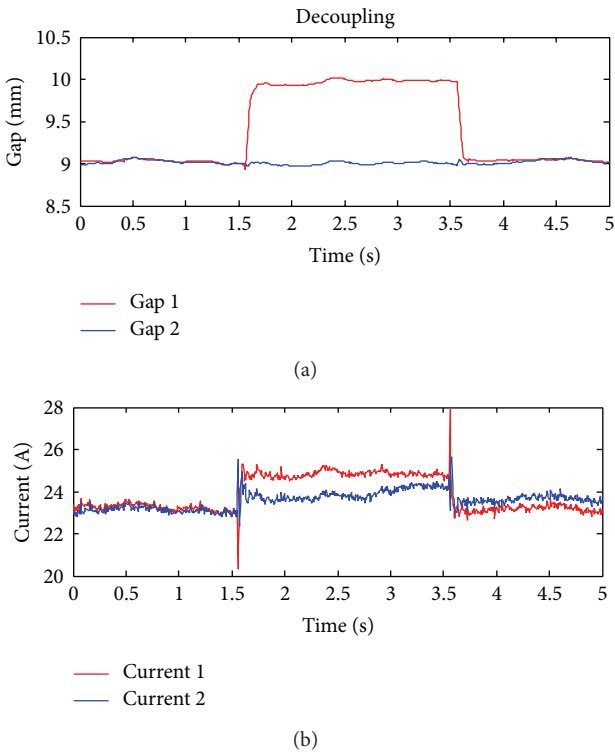 Decoupling
10.5
10
9.5
9
8.5
Gap (mm)
0 0.5 1 1.5 2 2.5 3 3.5 4 4.5 5
Time (s)
Gap 1
Gap 2
(a)
28
26
24
22
20
Current (A)
0 0.5 1 1.5 2 2.5 3 3.5 4 4.5 5
Time (s)
Current 1
Current 2
(b)